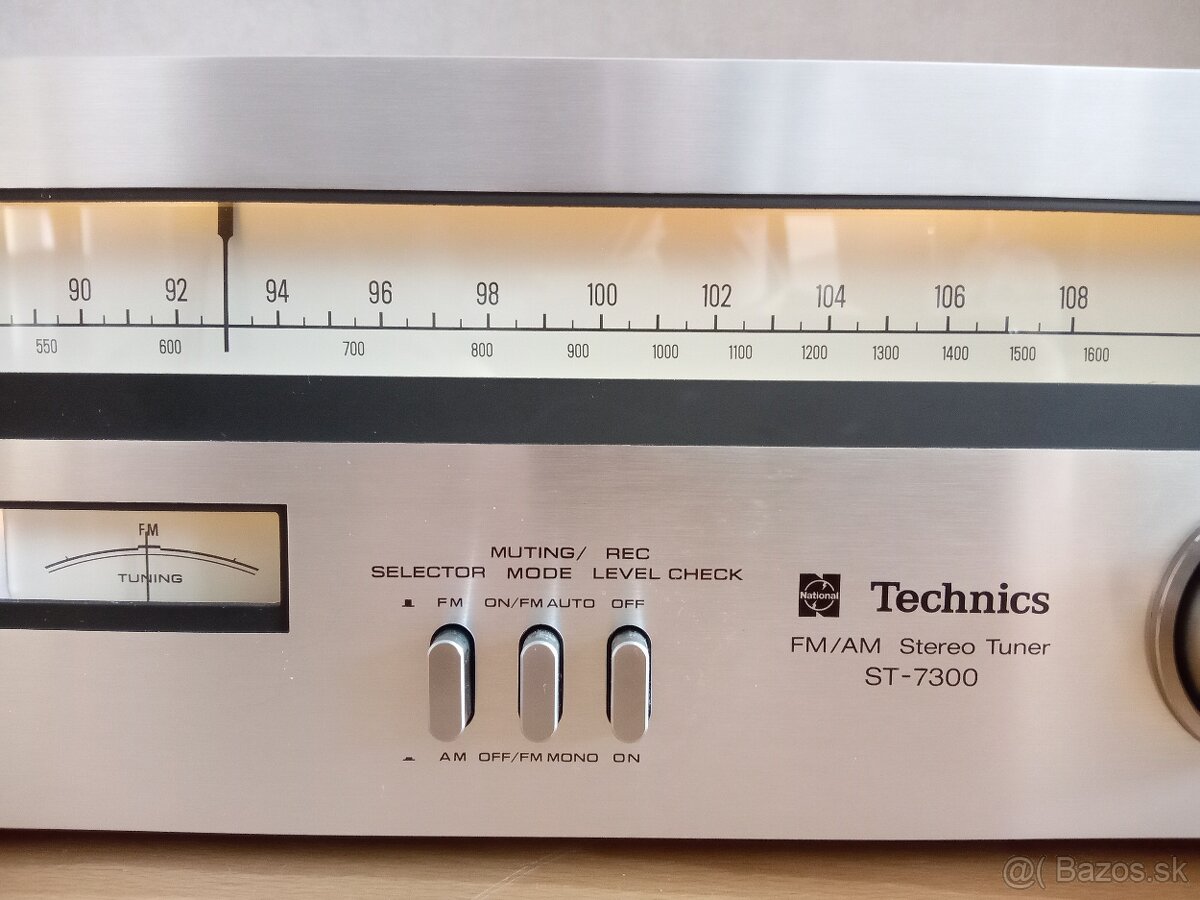 90 92 94 96 98 100 102 104 106 108
550 600 700 800 900 1000 1100 1200 1300 1400 1500 1600
FM
TUNING
MUTING/ REC
SELECTOR MODE LEVEL CHECK
FM ON/FM AUTO OFF
AM OFF/FM MONO ON
National
Technics
FM/AM Stereo Tuner
ST-7300
@( Bazos.sk